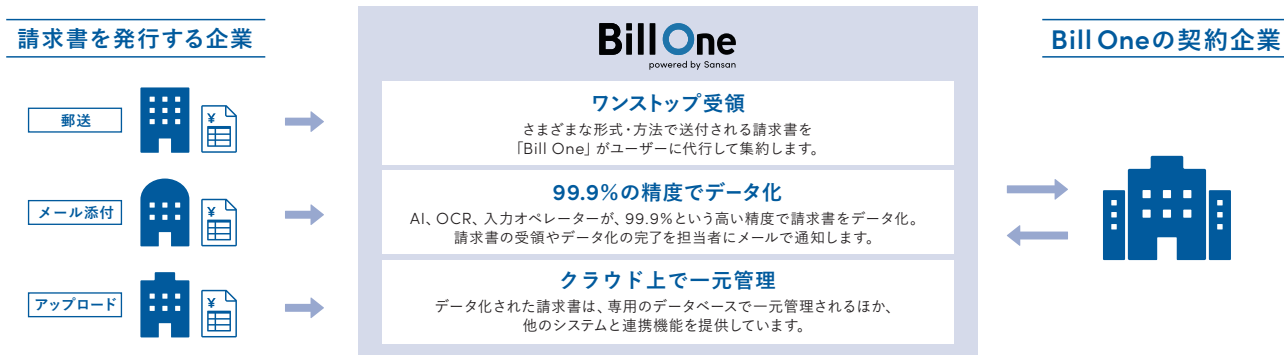 請求書を発行する企業
郵送
¥
メール添付
¥
アップロード
¥
Bill One
powered by Sansan
ワンストップ受領
さまざまな形式・方法で送付される請求書を
「Bill One」がユーザーに代行して集約します。
99.9%の精度でデータ化
AI、OCR、入力オペレーターが、99.9%という高い精度で請求書をデータ化。
請求書の受領やデータ化の完了を担当者にメールで通知します。
クラウド上で一元管理
データ化された請求書は、専用のデータベースで一元管理されるほか、
他のシステムと連携機能を提供しています。
Bill Oneの契約企業